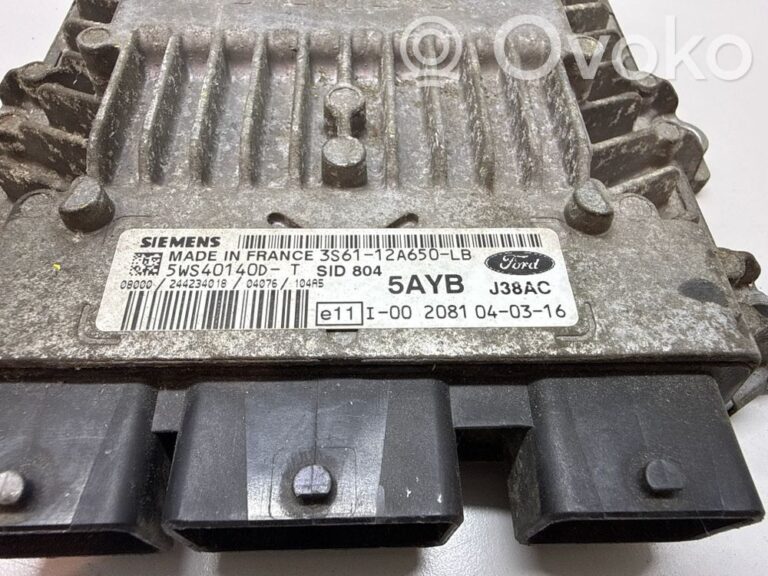 Ovoko
SIEMENS
MADE IN FRANCE 3S61-12A650-LB
5WS40140D-T SID 804
08000 / 244234018 / 04076 / 104A5
5AYB
Ford
J38AC
e11 I-00 2081 04-03-16